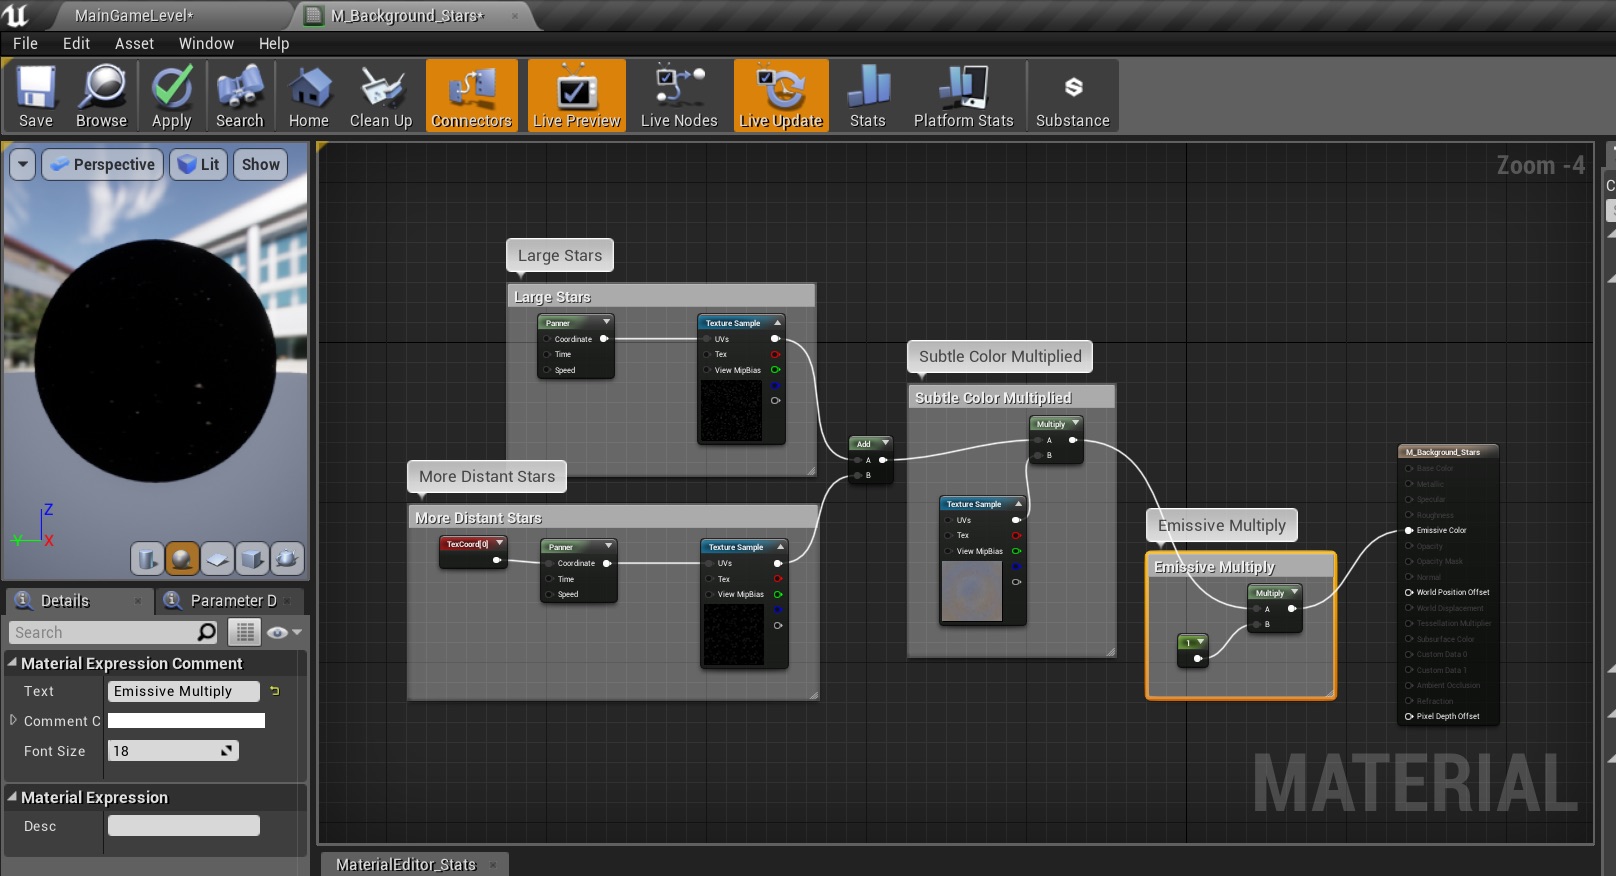 MainGameLevel*
M_Background_Stars*
File Edit Asset Window Help
Save Browse Apply Search Home Clean Up Connectors Live Preview Live Nodes Live Update Stats Platform Stats Substance
Perspective Lit Show
Zoom -4
Large Stars
Large Stars
Panner
Coordinate
Time
Speed
Texture Sample
UVs
Tex
View MipBias
Subtle Color Multiplied
Subtle Color Multiplied
Multiply
A
B
Add
A
B
Texture Sample
UVs
Tex
View MipBias
More Distant Stars
More Distant Stars
TexCoord[0]
Panner
Coordinate
Time
Speed
Texture Sample
UVs
Tex
View MipBias
Emissive Multiply
Emissive Multiply
Multiply
A
B
1
M_Background_Stars
Base Color
Metallic
Specular
Roughness
Emissive Color
Opacity
Opacity Mask
Normal
World Position Offset
World Displacement
Tessellation Multiplier
Subsurface Color
Custom Data 0
Custom Data 1
Ambient Occlusion
Refraction
Pixel Depth Offset
MATERIAL
Z
Y
X
Details
Parameter D
Search
Material Expression Comment
Text Emissive Multiply
Comment C
Font Size 18
Material Expression
Desc
MaterialEditor_Stats